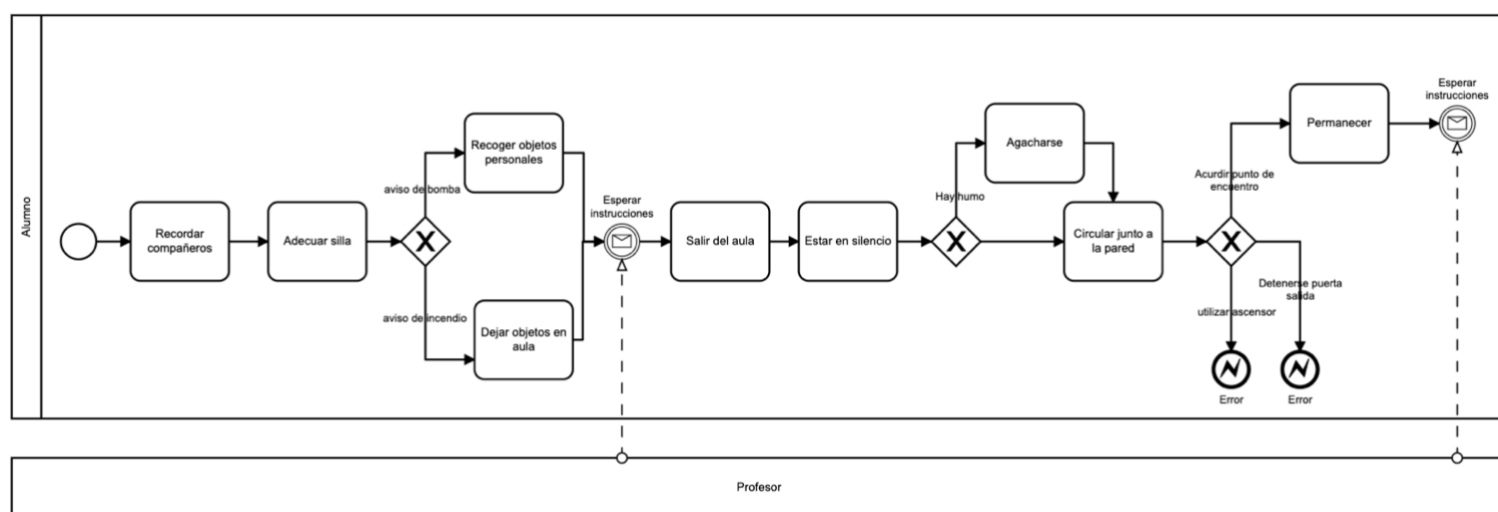 Alumno
Recordar
compañeros
Adecuar silla
aviso de bomba
Recoger objetos
personales
aviso de incendio
Dejar objetos en
aula
Esperar
instrucciones
Salir del aula
Estar en silencio
Hay humo
Agacharse
Circular junto a
la pared
Acurdir punto de
encuentro
Permanecer
Esperar
instrucciones
utilizar ascensor
Error
Detenerse puerta
salida
Error
Profesor